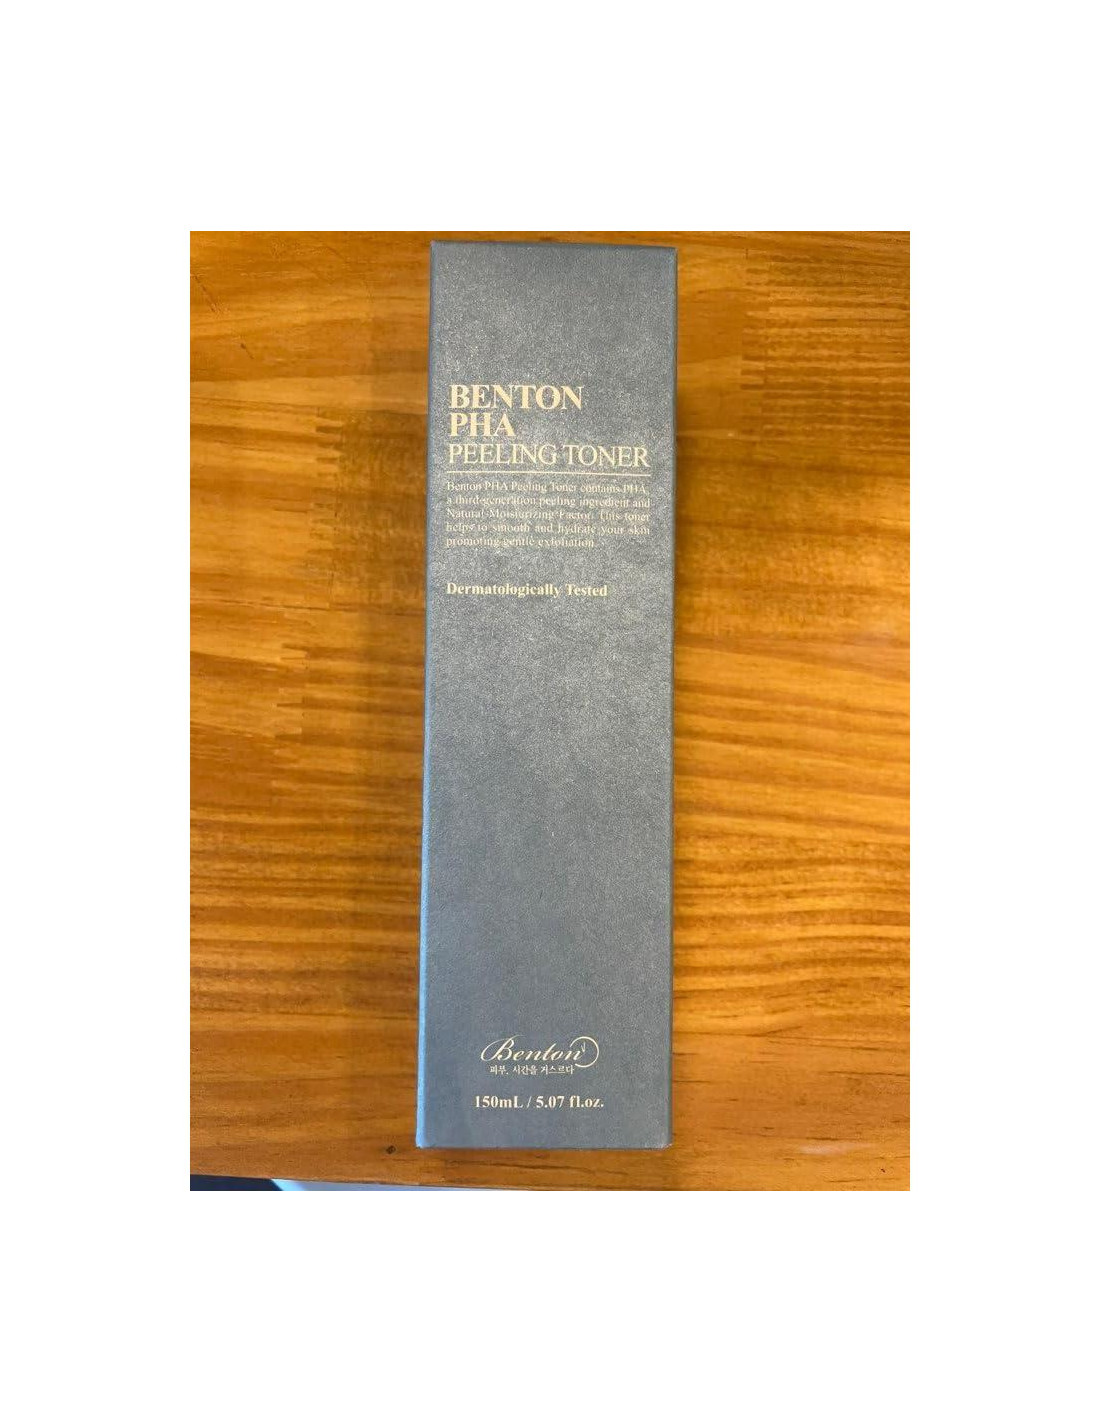 BENTON
PHA
PEELING TONER
Benton PHA Peeling Toner contains PHA,
a third-generation peeling ingredient and
Natural Moisturizing Factor. This toner
helps to smooth and hydrate your skin
promoting gentle exfoliation.
Dermatologically Tested
Benton
피부, 시간을 거스르다
150mL / 5.07 fl.oz.